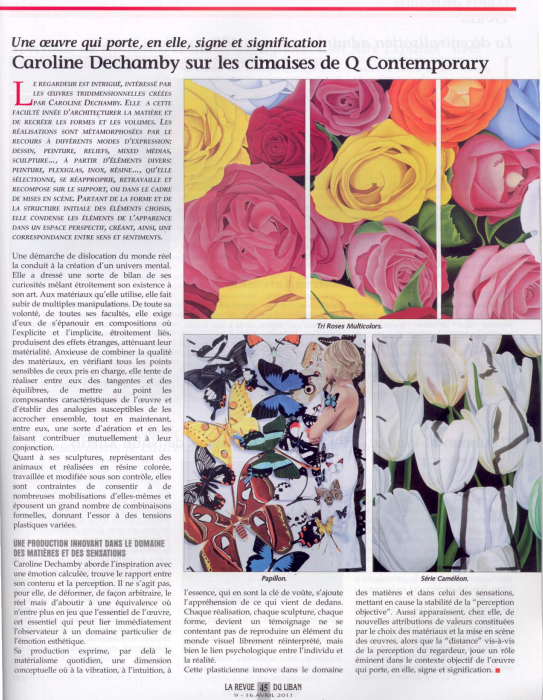 Une œuvre qui porte, en elle, signe et signification
Caroline Dechamby sur les cimaises de Q Contemporary
LE REGARDEUR EST INTRIGUÉ, INTÉRESSÉ PAR
LES ŒUVRES TRIDIMENSIONNELLES CRÉÉES
PAR CAROLINE DECHAMBY. ELLE A CETTE
FACULTÉ INNÉE D'ARCHITECTURER LA MATIÈRE ET
DE RECRÉER LES FORMES ET LES VOLUMES. LES
RÉALISATIONS SONT MÉTAMORPHOSÉES PAR LE
RECOURS À DIFFÉRENTS MODES D'EXPRESSION:
DESSIN, PEINTURE, RELIEFS, MIXED MÉDIAS,
SCULPTURE..., À PARTIR D'ÉLÉMENTS DIVERS:
PEINTURE, PLEXIGLAS, INOX, RÉSINE..., QU'ELLE
SÉLECTIONNE, SE RÉAPPROPRIE, RETRAVAILLE ET
RECOMPOSE SUR LE SUPPORT, OU DANS LE CADRE
DE MISES EN SCÈNE. PARTANT DE LA FORME ET DE
LA STRUCTURE INITIALE DES ÉLÉMENTS CHOISIS,
ELLE CONDENSE LES ÉLÉMENTS DE L'APPARENCE
DANS UN ESPACE PERSPECTIF, CRÉANT, AINSI, UNE
CORRESPONDANCE ENTRE SENS ET SENTIMENTS.
Une démarche de dislocation du monde réel
la conduit à la création d'un univers mental.
Elle a dressé une sorte de bilan de ses
curiosités mêlant étroitement son existence à
son art. Aux matériaux qu'elle utilise, elle fait
subir de multiples manipulations. De toute sa
volonté, de toutes ses facultés, elle exige
d'eux de s'épanouir en compositions où
l'explicite et l'implicite, étroitement liés,
produisent des effets étranges, atténuant leur
matérialité. Anxieuse de combiner la qualité
des matériaux, en vérifiant tous les points
sensibles de ceux pris en charge, elle tente de
réaliser entre eux des tangentes et des
équilibres, de mettre au point les
composantes caractéristiques de l'œuvre et
d'établir des analogies susceptibles de les
accrocher ensemble, tout en maintenant,
entre eux, une sorte d'aération et en les
faisant contribuer mutuellement à leur
conjonction.
Quant à ses sculptures, représentant des
animaux et réalisées en résine colorée,
travaillée et modifiée sous son contrôle, elles
sont contraintes de consentir à de
nombreuses mobilisations d'elles-mêmes et
épousent un grand nombre de combinaisons
formelles, donnant l'essor à des tensions
plastiques variées.
UNE PRODUCTION INNOVANT DANS LE DOMAINE
DES MATIÈRES ET DES SENSATIONS
Caroline Dechamby aborde l'inspiration avec
une émotion calculée, trouve le rapport entre
son contenu et la perception. Il ne s'agit pas,
pour elle, de déformer, de façon arbitraire, le
réel mais d'aboutir à une équivalence où
n'entre plus en jeu que l'essentiel de l'œuvre,
cet essentiel qui peut lier immédiatement
l'observateur à un domaine particulier de
l'émotion esthétique.
Sa production exprime, par delà le
matérialisme quotidien, une dimension
conceptuelle où la vibration, l'intuition, à
Tri Roses Multicolors.
Papillon.
Série Caméléon.
l'essence, qui en sont la clé de voûte, s'ajoute
l'appréhension de ce qui vient de dedans.
Chaque réalisation, chaque sculpture, chaque
forme, devient un témoignage ne se
contentant pas de reproduire un élément du
monde visuel librement réinterprété, mais
bien le lien psychologique entre l'individu et
la réalité.
Cette plasticienne innove dans le domaine
des matières et dans celui des sensations,
mettant en cause la stabilité de la "perception
objective". Aussi apparaissent, chez elle, de
nouvelles attributions de valeurs constituées
par le choix des matériaux et la mise en scène
des œuvres, alors que la "distance" vis-à-vis
de la perception du regardeur, joue un rôle
éminent dans le contexte objectif de l'œuvre
qui porte, en elle, signe et signification.
LA REVUE 45 DU LIBAN
9 - 16 AVRIL 2011